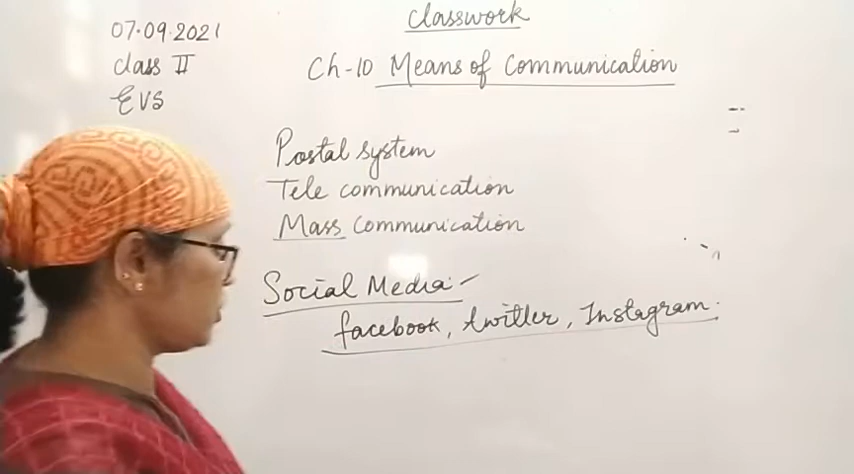 classwork
07.09.2021
class II
EVS
Ch-10 Means of Communication
Postal system
Tele communication
Mass communication
Social Media -
facebook, twitter, Instagram.